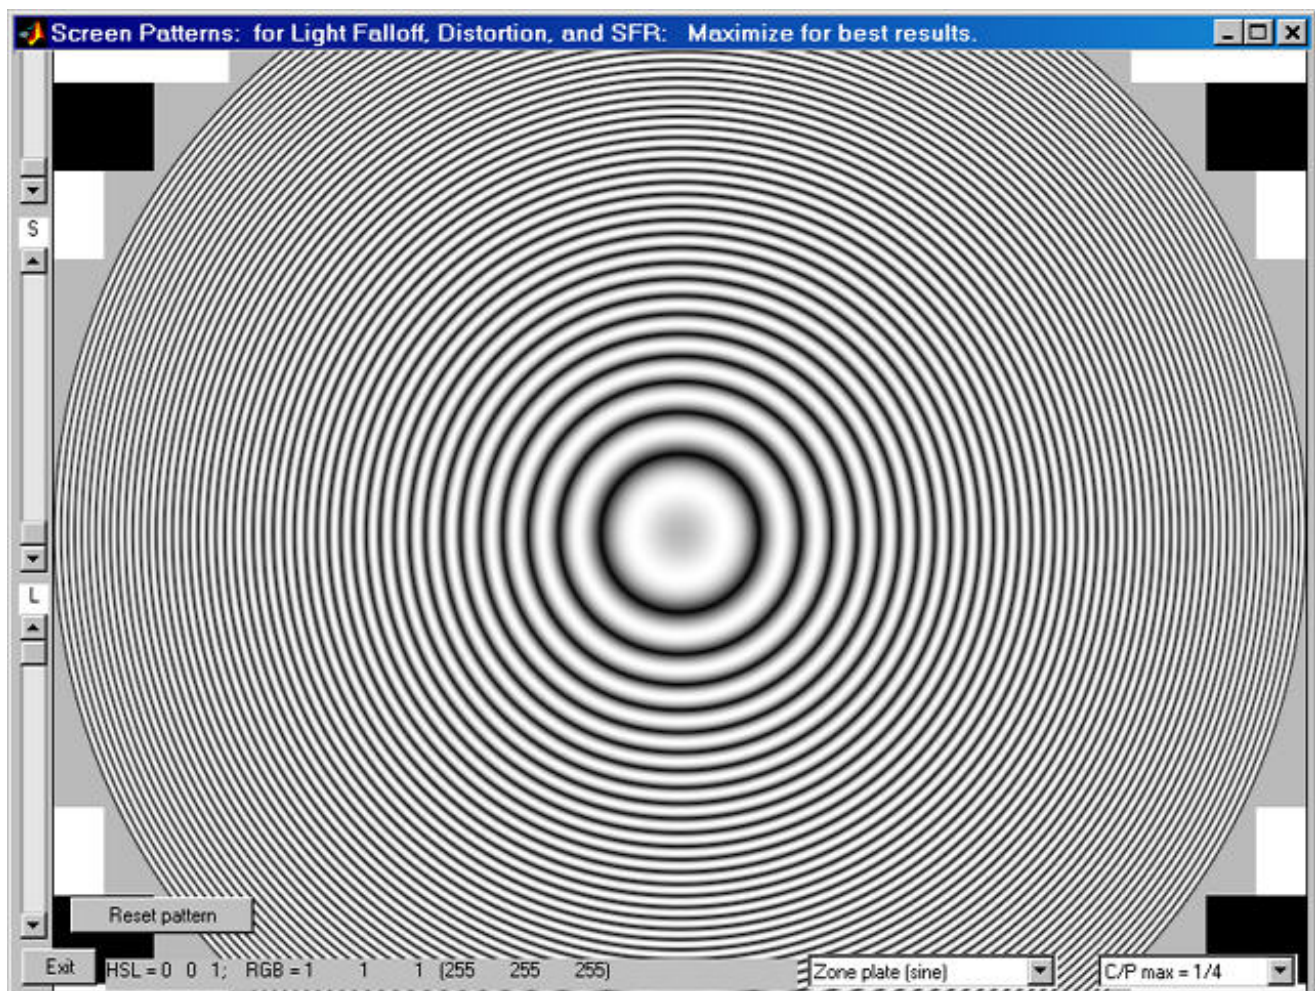 Screen Patterns: for Light Falloff, Distortion, and SFR: Maximize for best results.
S
L
Reset pattern
Exit
HSL = 0 0 1; RGB = 1 1 1 (255 255 255)
Zone plate (sine)
C/P max = 1/4